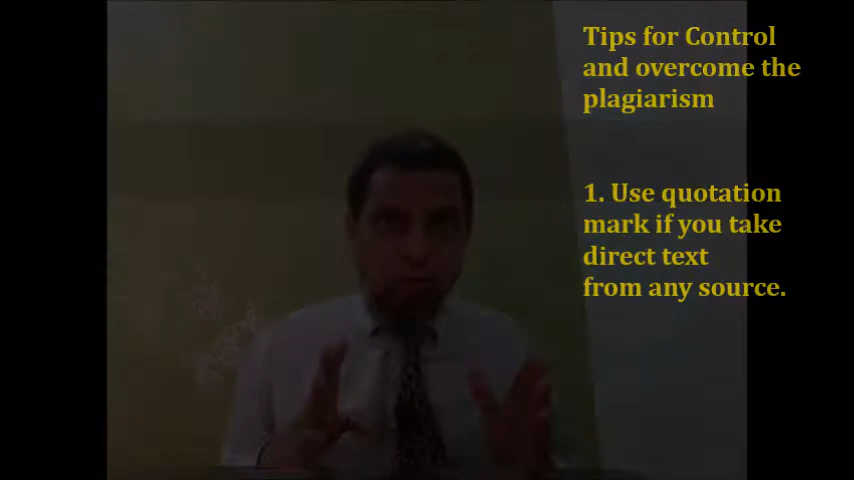 Tips for Control
and overcome the
plagiarism
1. Use quotation
mark if you take
direct text
from any source.